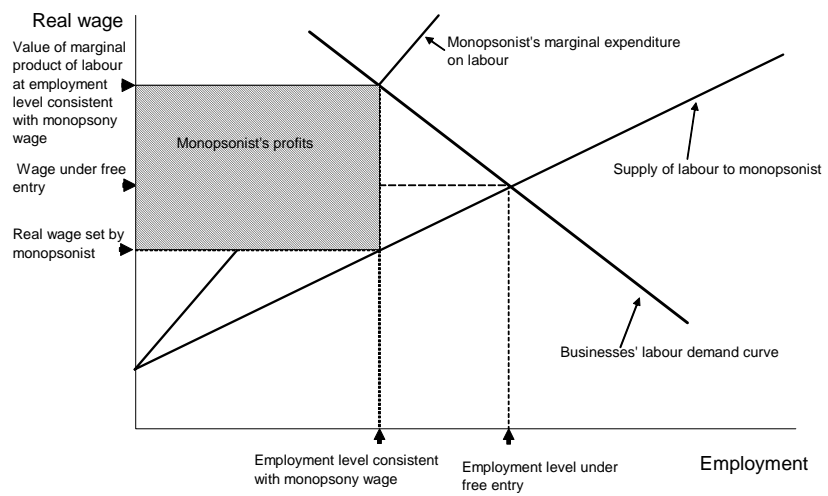 Real wage
Value of marginal
product of labour
at employment
level consistent
with monopsony
wage
Wage under free
entry
Real wage set by
monopsonist
Monopsonist's profits
Monopsonist's marginal expenditure
on labour
Supply of labour to monopsonist
Businesses' labour demand curve
Employment level consistent
with monopsony wage
Employment level under
free entry
Employment